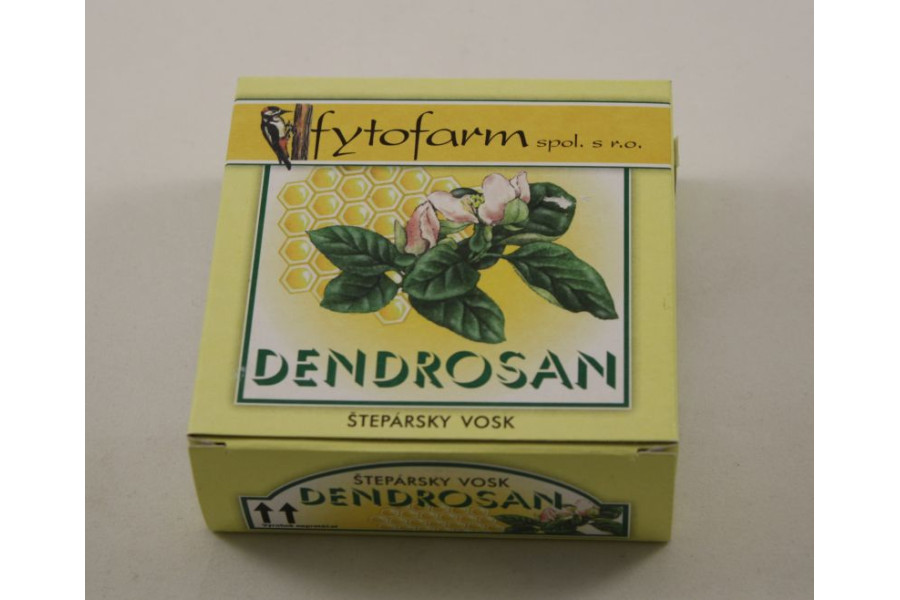 fytofarm spol. s r.o.
DENDROSAN
ŠTEPÁRSKY VOSK
ŠTEPÁRSKY VOSK
DENDROSAN